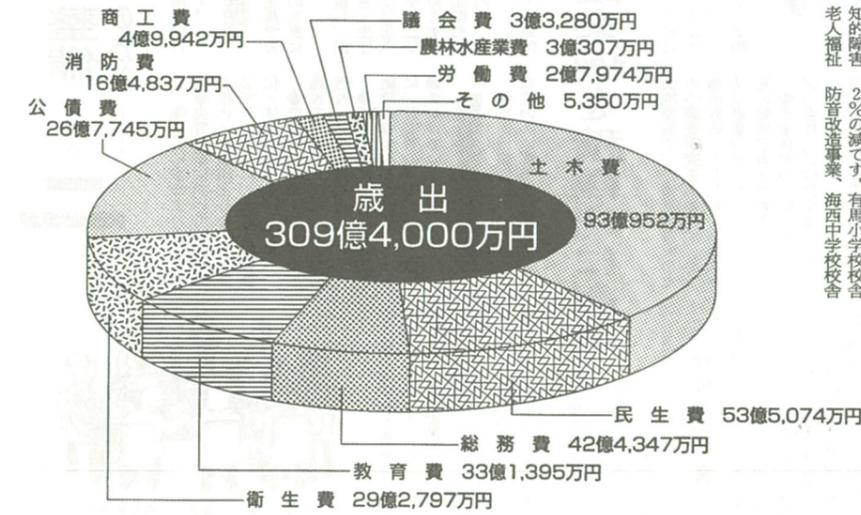 商工費
4億9,942万円
消防費
16億4,837万円
公債費
26億7,745万円
議会費 3億3,280万円
農林水産業費 3億307万円
労働費 2億7,974万円
その他 5,350万円
土木費
93億952万円
歳出
309億4,000万円
民生費 53億5,074万円
総務費 42億4,347万円
教育費 33億1,395万円
衛生費 29億2,797万円
知的障害
老人福祉
2%の減です。有馬小学校校舎
防音改造事業、海西中学校校舎